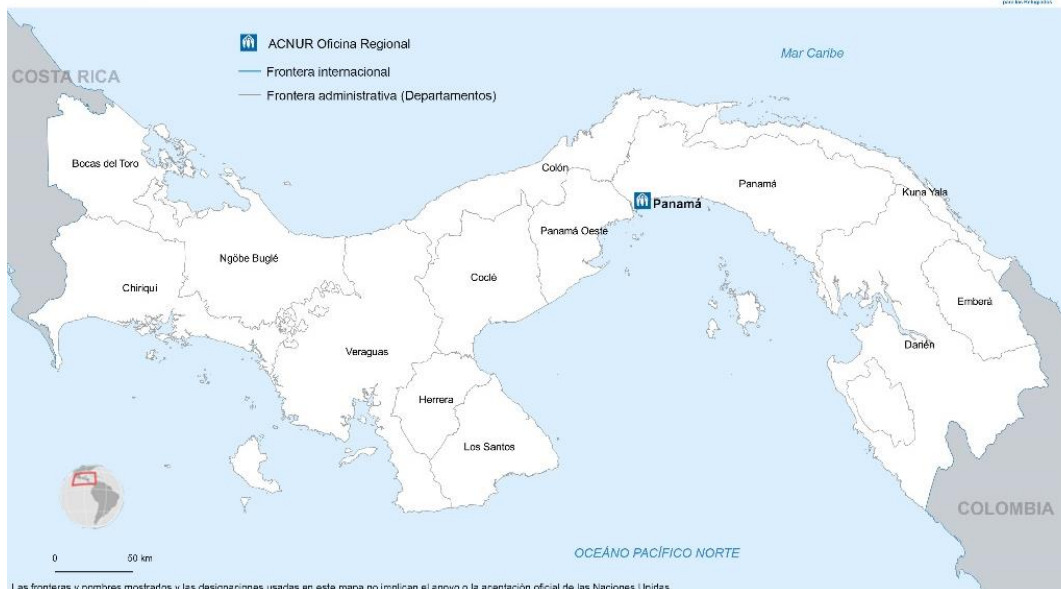 para los Refugiados
ACNUR Oficina Regional
Mar Caribe
COSTA RICA
Frontera internacional
Frontera administrativa (Departamentos)
Bocas del Toro
Colón
Panamá
Kuna Yala
Panamá
Panamá Oeste
Ngöbe Buglé
Coclé
Chiriquí
Emberá
Veraguas
Darién
Herrera
Los Santos
COLOMBIA
0 50 km
OCEÁNO PACÍFICO NORTE
Las fronteras y nombres mostrados y las designaciones usadas en este mapa no implican el apoyo o la aceptación oficial de las Naciones Unidas